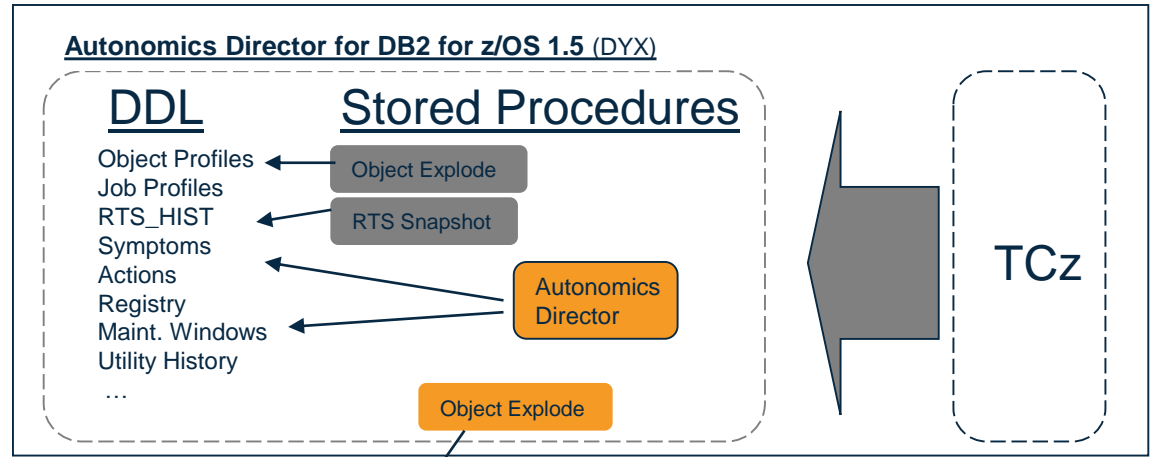 Autonomics Director for DB2 for z/OS 1.5 (DYX)
DDL
Stored Procedures
Object Profiles
Job Profiles
RTS_HIST
Symptoms
Actions
Registry
Maint. Windows
Utility History
…
Object Explode
RTS Snapshot
Autonomics
Director
Object Explode
TCz